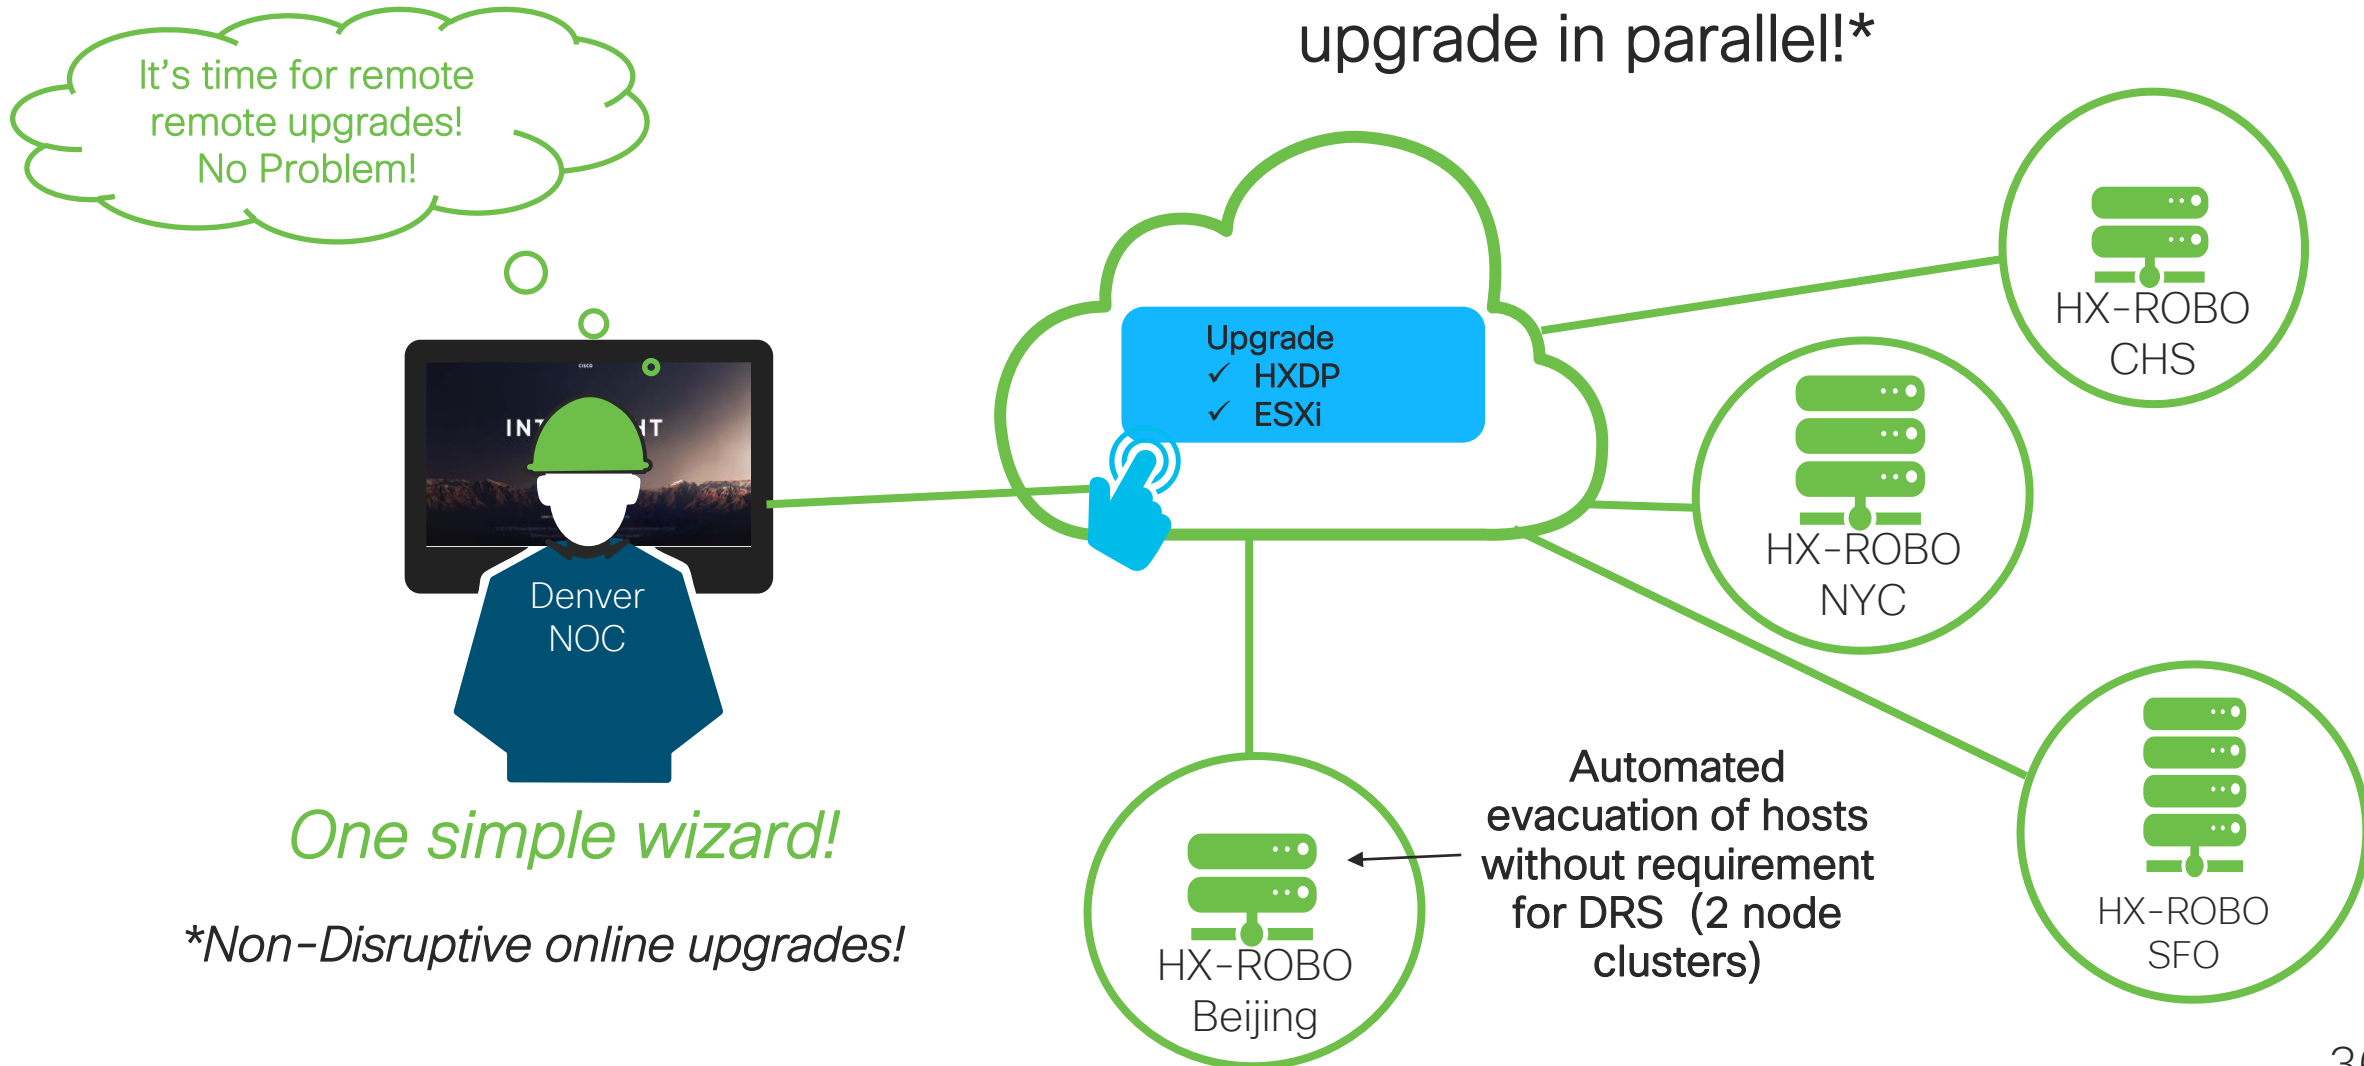 upgrade in parallel!*
It's time for remote
remote upgrades!
No Problem!
CISCO
Upgrade
✓ HXDP
✓ ESXi
HX-ROBO
CHS
HX-ROBO
NYC
Denver
NOC
One simple wizard!
*Non-Disruptive online upgrades!
Automated
evacuation of hosts
without requirement
for DRS (2 node
clusters)
HX-ROBO
Beijing
HX-ROBO
SFO